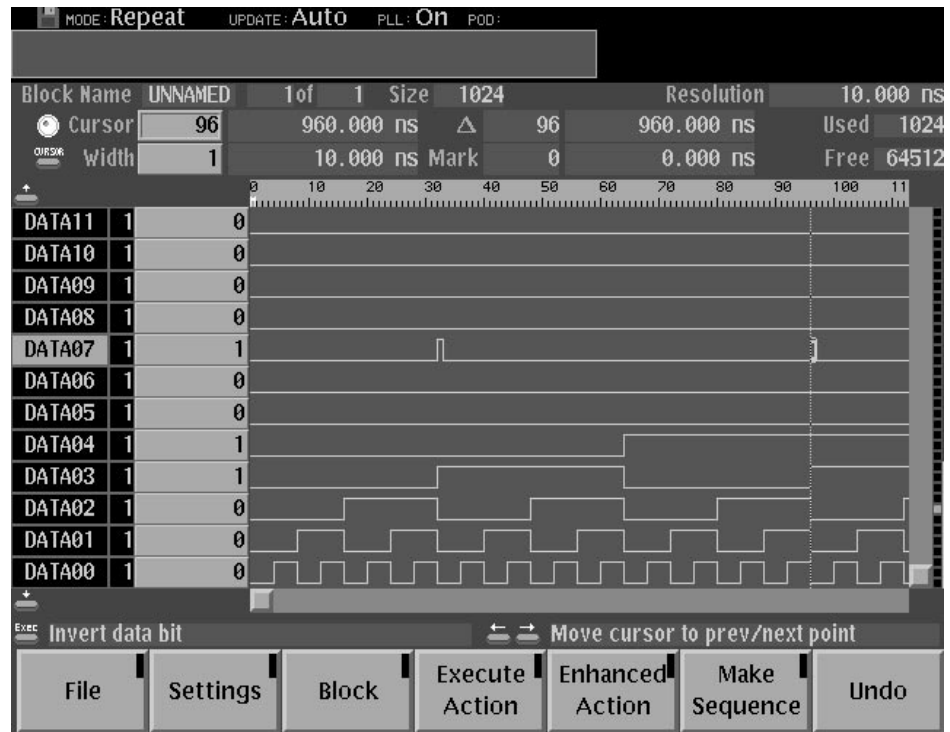 MODE: Repeat UPDATE: Auto PLL: On POD:
Block Name UNNAMED 1of 1 Size 1024 Resolution 10.000 ns
Cursor 96 960.000 ns Δ 96 960.000 ns Used 1024
CURSOR Width 1 10.000 ns Mark 0 0.000 ns Free 64512
0 10 20 30 40 50 60 70 80 90 100 11
DATA11 1 0
DATA10 1 0
DATA09 1 0
DATA08 1 0
DATA07 1 1
DATA06 1 0
DATA05 1 0
DATA04 1 1
DATA03 1 1
DATA02 1 0
DATA01 1 0
DATA00 1 0
Exec Invert data bit ← → Move cursor to prev/next point
File Settings Block Execute Action Enhanced Action Make Sequence Undo